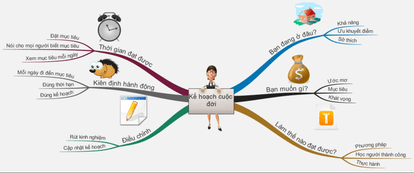 Kế hoạch cuộc
đời
Bạn đang ở đâu?
Khả năng
Ưu khuyết điểm
Sở thích
Bạn muốn gì?
Ước mơ
Mục tiêu
Khát vọng
Làm thế nào đạt được?
Phương pháp
Học người thành công
Thực hành
Thời gian đạt được
Đặt mục tiêu
Nói cho mọi người biết mục tiêu
Xem mục tiêu mỗi ngày
Kiên định hành động
Mỗi ngày đi đến mục tiêu
Đúng thời hạn
Đúng kế hoạch
Điều chỉnh
Rút kinh nghiệm
Cập nhật kế hoạch
T